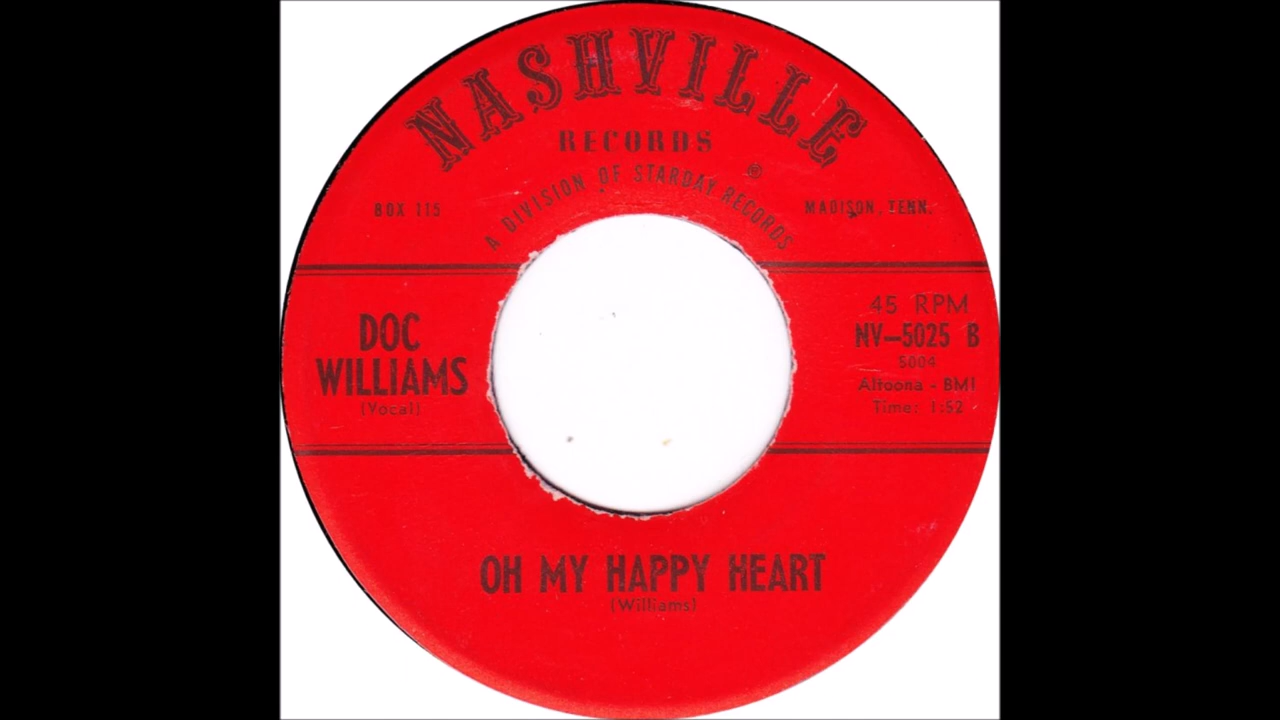 NASHVILLE
RECORDS
®
A DIVISION OF STARDAY RECORDS
BOX 115
MADISON, TENN.
DOC
WILLIAMS
(Vocal)
45 RPM
NV—5025 B
5004
Altoona - BMI
Time: 1:52
OH MY HAPPY HEART
(Williams)